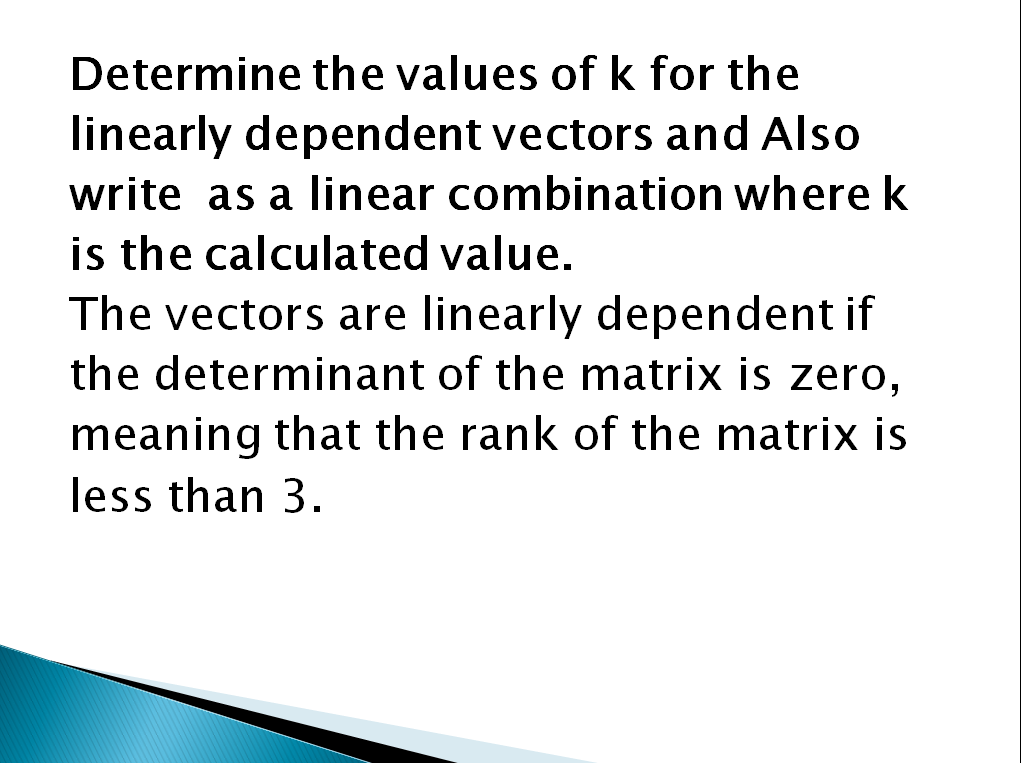 Determine the values of k for the
linearly dependent vectors and Also
write as a linear combination where k
is the calculated value.
The vectors are linearly dependent if
the determinant of the matrix is zero,
meaning that the rank of the matrix is
less than 3.